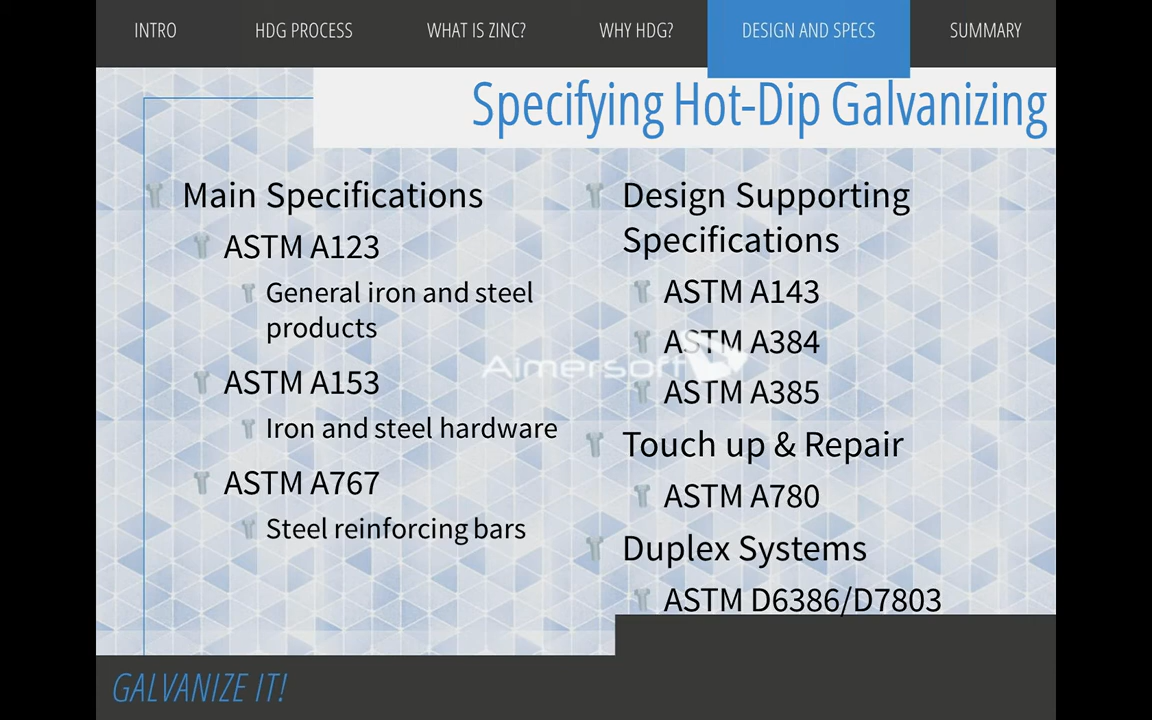 INTRO
HDG PROCESS
WHAT IS ZINC?
WHY HDG?
DESIGN AND SPECS
SUMMARY
Specifying Hot-Dip Galvanizing
Main Specifications
ASTM A123
General iron and steel
products
ASTM A153
Iron and steel hardware
ASTM A767
Steel reinforcing bars
Design Supporting
Specifications
ASTM A143
ASTM A384
ASTM A385
Touch up & Repair
ASTM A780
Duplex Systems
ASTM D6386/D7803
Aimersoft
GALVANIZE IT!